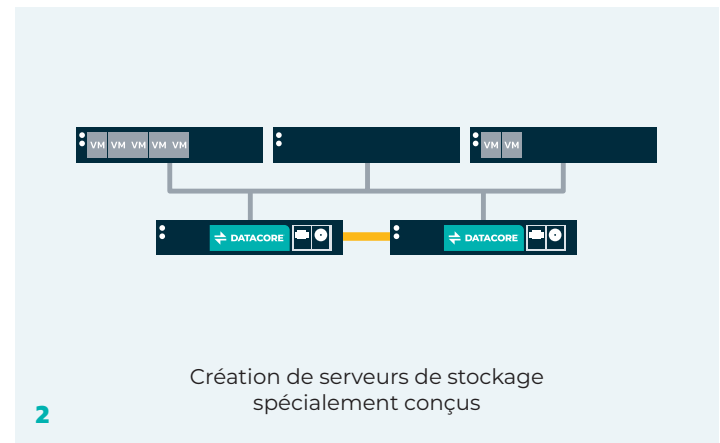 VM VM VM VM VM
VM VM
DATACORE
DATACORE
Création de serveurs de stockage
spécialement conçus
2